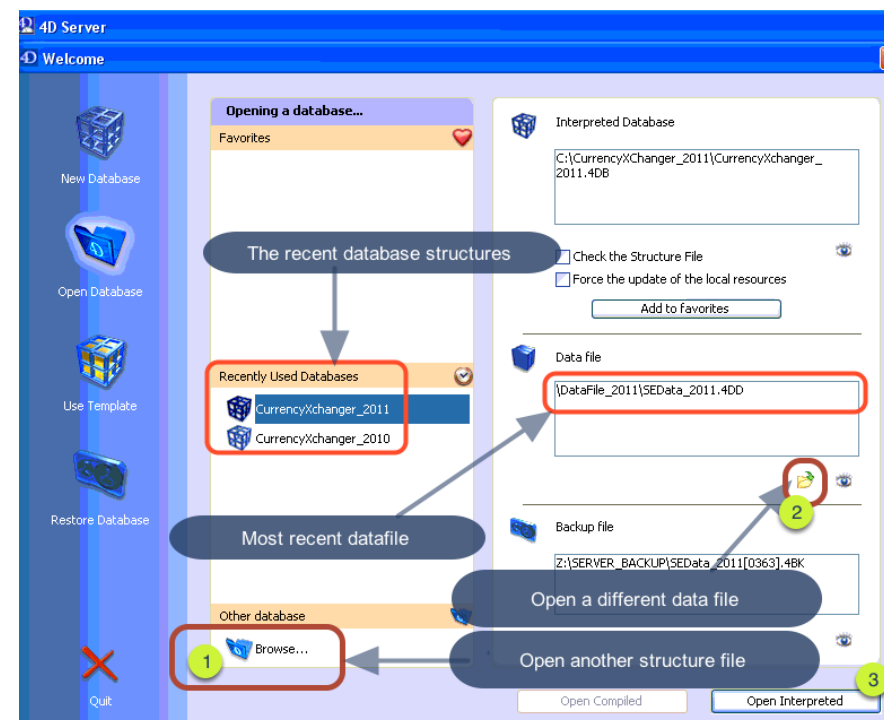 4D Server
4D Welcome
New Database
Open Database
Use Template
Restore Database
Quit
Opening a database...
Favorites
The recent database structures
Recently Used Databases
CurrencyXchanger_2011
CurrencyXchanger_2010
Most recent datafile
Other database
1
Browse...
Interpreted Database
C:\CurrencyXChanger_2011\CurrencyXchanger_
2011.4DB
Check the Structure File
Force the update of the local resources
Add to favorites
Data file
\DataFile_2011\SEData_2011.4DD
2
Backup file
Z:\SERVER_BACKUP\SEData_2011[0363].4BK
Open a different data file
Open another structure file
3
Open Compiled
Open Interpreted